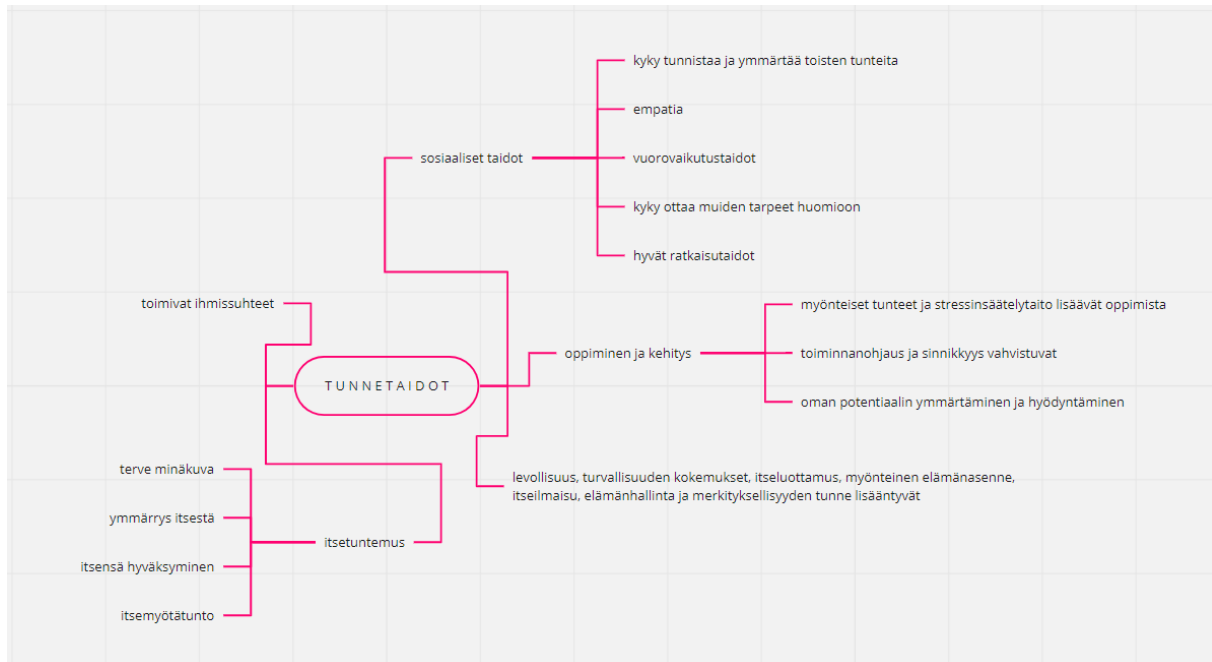 kyky tunnistaa ja ymmärtää toisten tunteita
empatia
sosiaaliset taidot
vuorovaikutustaidot
kyky ottaa muiden tarpeet huomioon
hyvät ratkaisutaidot
toimivat ihmissuhteet
myönteiset tunteet ja stressinsäätelytaito lisäävät oppimista
oppiminen ja kehitys
toiminnanohjaus ja sinnikkyys vahvistuvat
TUNNETAIDOT
oman potentiaalin ymmärtäminen ja hyödyntäminen
terve minäkuva
levollisuus, turvallisuuden kokemukset, itseluottamus, myönteinen elämänasenne,
itseilmaisu, elämänhallinta ja merkityksellisyyden tunne lisääntyvät
ymmärrys itsestä
itsetuntemus
itsensä hyväksyminen
itsemyötätunto